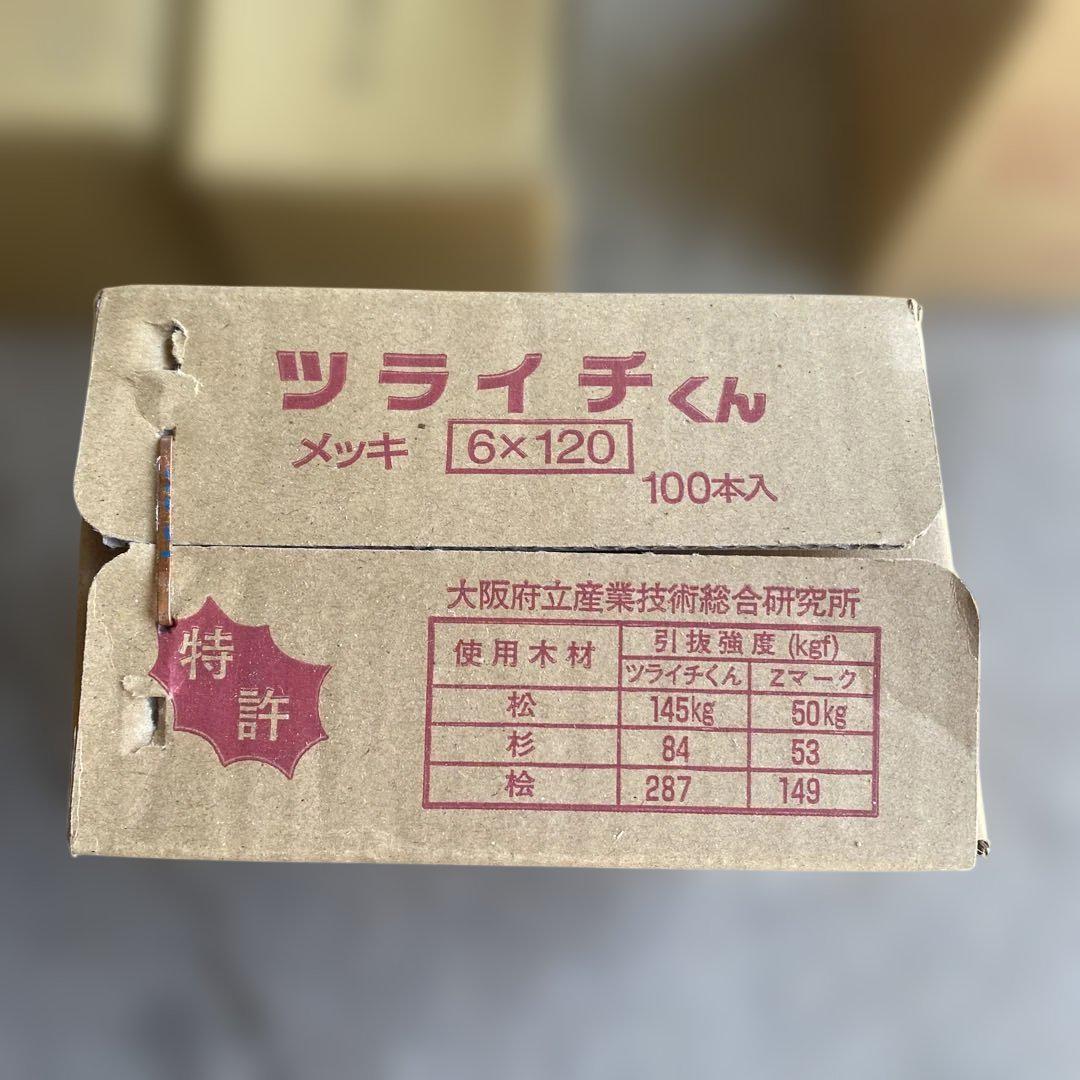 ツライチくん
メッキ 6×120
100本入
特許
大阪府立産業技術総合研究所
使用木材 引抜強度(kgf)
ツライチくん Zマーク
松 145kg 50kg
杉 84 53
桧 287 149